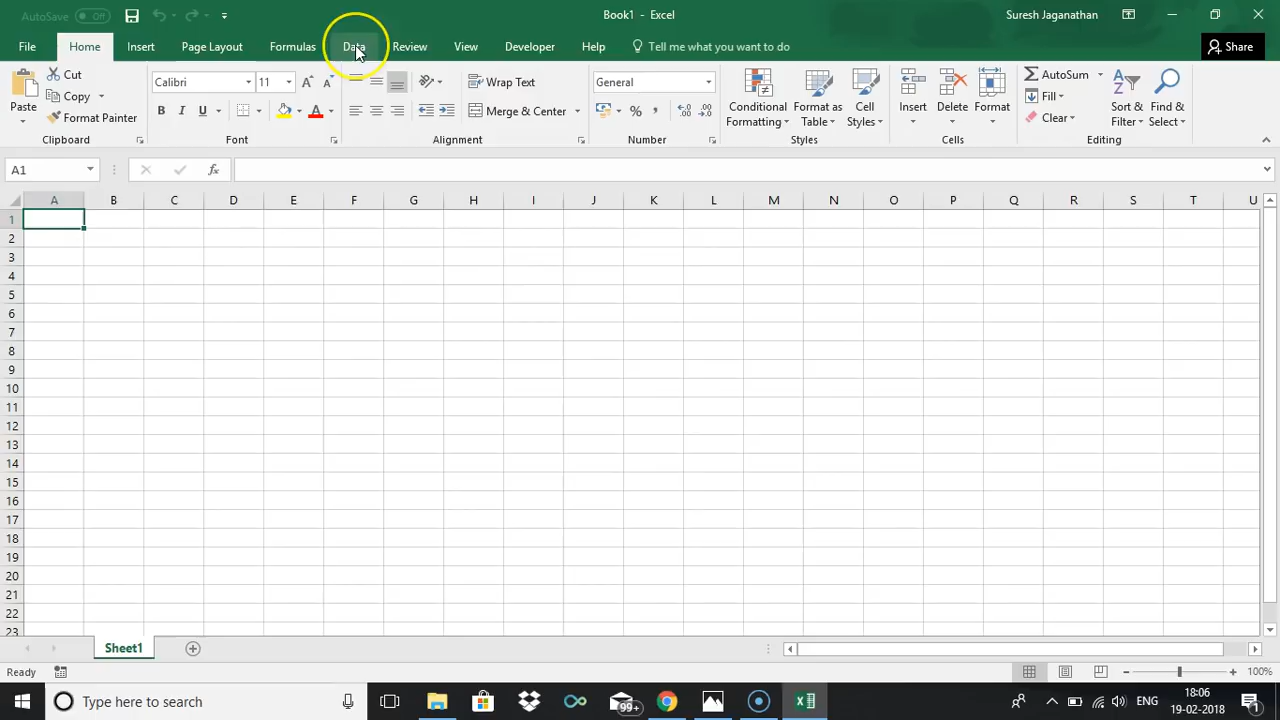 AutoSave Off Book1 - Excel Suresh Jaganathan
File Home Insert Page Layout Formulas Data Review View Developer Help Tell me what you want to do Share
Paste
Cut
Copy
Format Painter
Clipboard
Calibri 11
B I U
Font
Wrap Text
Merge & Center
Alignment
General
%
Number
Conditional Formatting
Format as Table
Cell Styles
Styles
Insert
Delete
Format
Cells
AutoSum
Fill
Clear
Sort & Filter
Find & Select
Editing
A1 fx
A B C D E F G H I J K L M N O P Q R S T U
1
2
3
4
5
6
7
8
9
10
11
12
13
14
15
16
17
18
19
20
21
22
23
Sheet1
Ready 100%
Type here to search 99+ ENG 18:06
19-02-2018 1